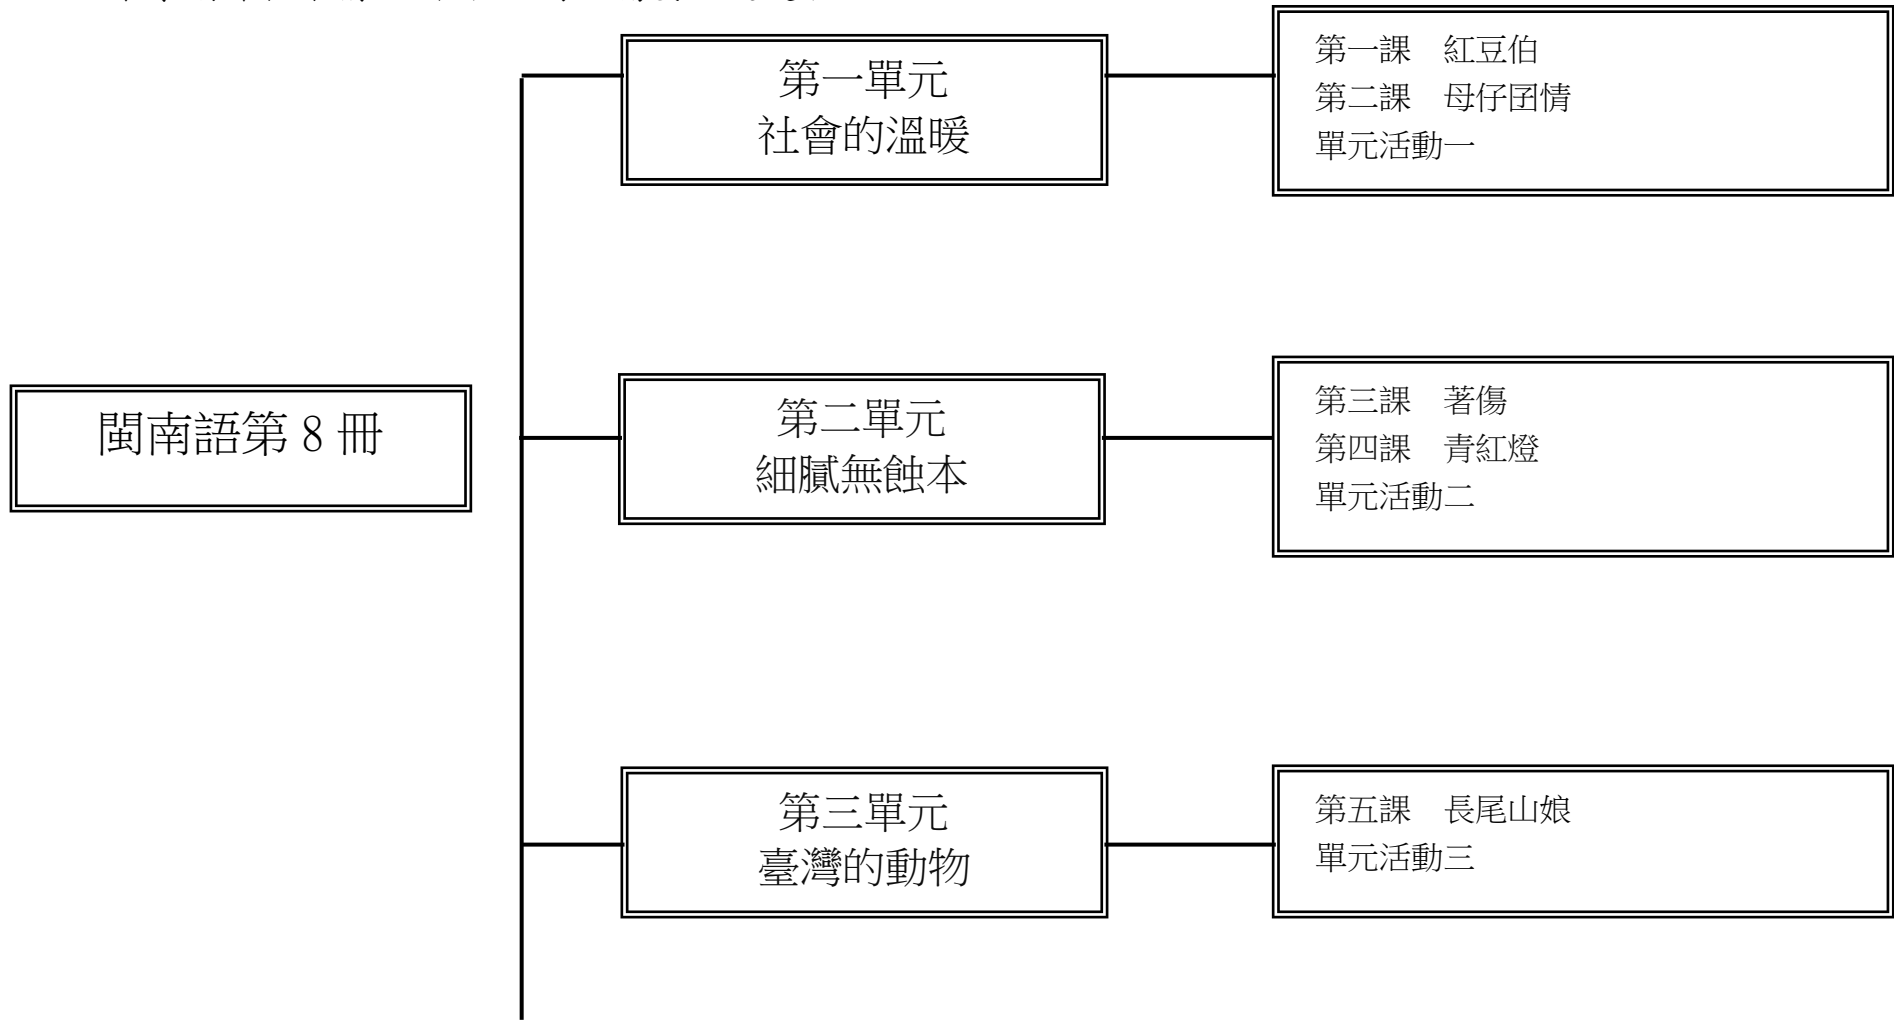 閩南語第 8 冊
第一單元
社會的溫暖
第一課　紅豆伯
第二課　母仔囝情
單元活動一
第二單元
細膩無蝕本
第三課　著傷
第四課　青紅燈
單元活動二
第三單元
臺灣的動物
第五課　長尾山娘
單元活動三